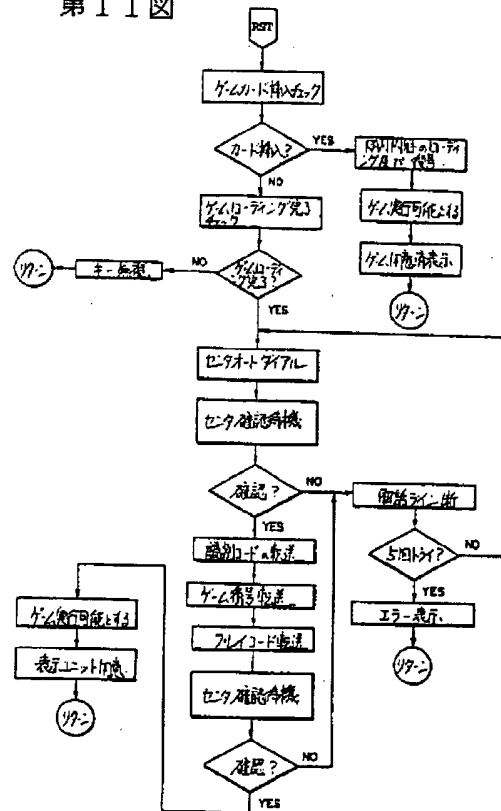 第11図
RST
ゲームカード挿入チェック
カード挿入?
YES
NO
ゲームローディング完了
チェック
ゲーム実行可能とする
ゲーム用意済表示
リターン
ゲームローディ
ング完了?
NO
キー無視
リターン
YES
センタオートダイアル
センタ確認待機
確認?
NO
電話ライン断
YES
識別コードの転送
5回トライ?
NO
YES
ゲーム番号転送
エラー表示
プレイコード転送
リターン
ゲーム実行可能とする
表示ユニット用意
リターン
センタ確認待機
確認?
NO
YES